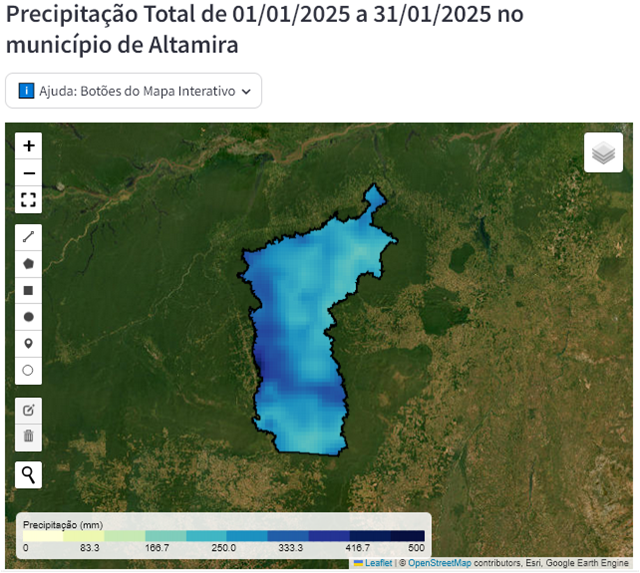 Precipitação Total de 01/01/2025 a 31/01/2025 no
município de Altamira
i Ajuda: Botões do Mapa Interativo
+
−
Precipitação (mm)
0 83.3 166.7 250.0 333.3 416.7 500
Leaflet | © OpenStreetMap contributors, Esri, Google Earth Engine